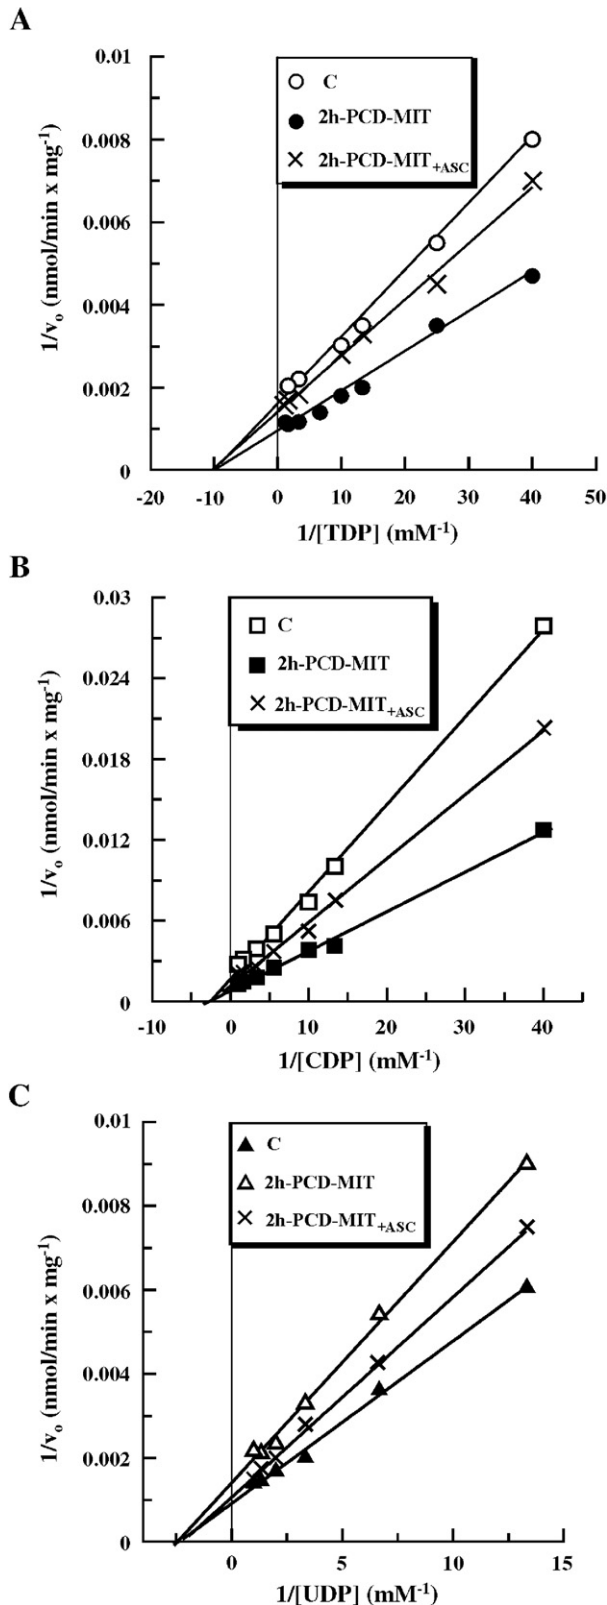 A
0.01
0.008
0.006
0.004
0.002
0
1/vo (nmol/min x mg-1)
C
2h-PCD-MIT
2h-PCD-MIT+ASC
-20 -10 0 10 20 30 40 50
1/[TDP] (mM-1)
B
0.03
0.024
0.018
0.012
0.006
0
1/vo (nmol/min x mg-1)
C
2h-PCD-MIT
2h-PCD-MIT+ASC
-10 0 10 20 30 40
1/[CDP] (mM-1)
C
0.01
0.008
0.006
0.004
0.002
0
1/vo (nmol/min x mg-1)
C
2h-PCD-MIT
2h-PCD-MIT+ASC
0 5 10 15
1/[UDP] (mM-1)